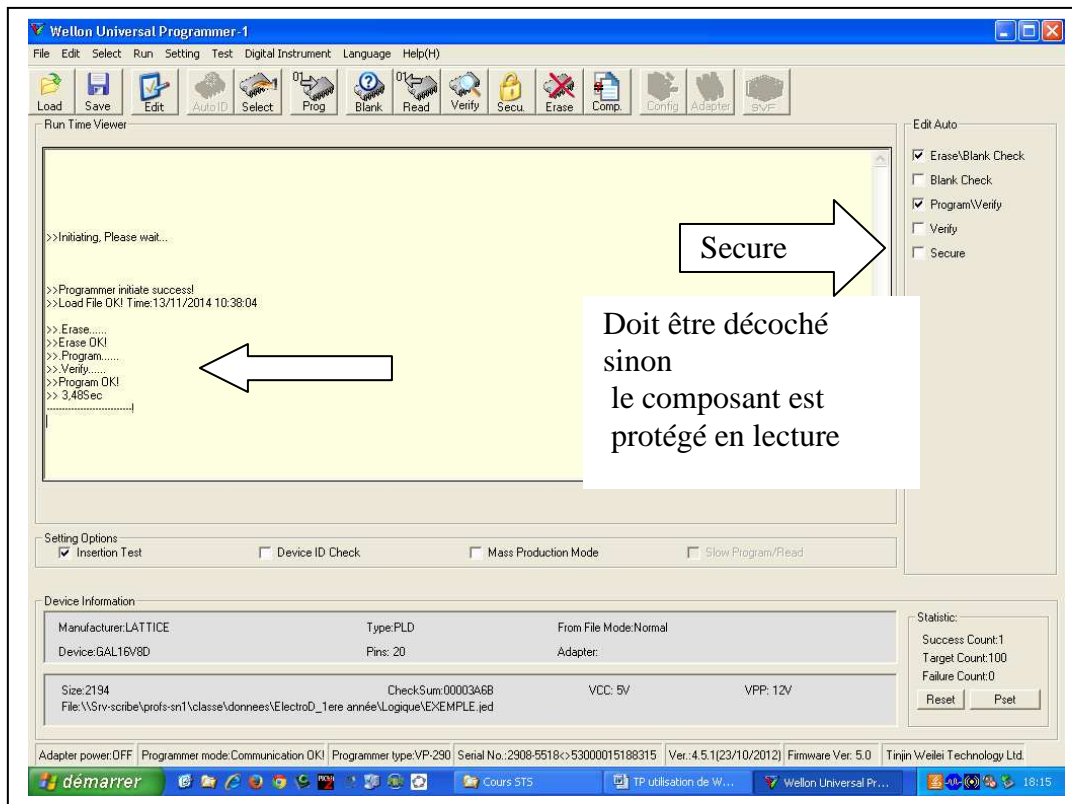 Wellon Universal Programmer-1
File Edit Select Run Setting Test Digital Instrument Language Help(H)
Load Save Edit AutoID Select Prog Blank Read Verify Secu. Erase Comp. Config Adapter SVF
Run Time Viewer
>>Initiating, Please wait...
>>Programmer initiate success!
>>Load File OK! Time:13/11/2014 10:38:04
>>.Erase......
>>Erase OK!
>>.Program......
>>.Verify......
>>Program OK!
>> 3,48Sec
---------------------------!
Secure
Doit être décoché
sinon
le composant est
protégé en lecture
Edit Auto
Erase\Blank Check
Blank Check
Program\Verify
Verify
Secure
Setting Options
Insertion Test Device ID Check Mass Production Mode Slow Program/Read
Device Information
Manufacturer:LATTICE Type:PLD From File Mode:Normal
Device:GAL16V8D Pins: 20 Adapter:
Size:2194 CheckSum:00003A6B VCC: 5V VPP: 12V
File:\\Srv-scribe\profs-sn1\classe\donnees\ElectroD_1ere année\Logique\EXEMPLE.jed
Statistic:
Success Count:1
Target Count:100
Failure Count:0
Reset Pset
Adapter power:OFF Programmer mode:Communication OK! Programmer type:VP-290 Serial No.:2908-5518<>53000015188315 Ver.:4.5.1(23/10/2012) Firmware Ver: 5.0 Tinjin Weilei Technology Ltd.
démarrer Cours STS TP utilisation de W... Wellon Universal Pr... 18:15